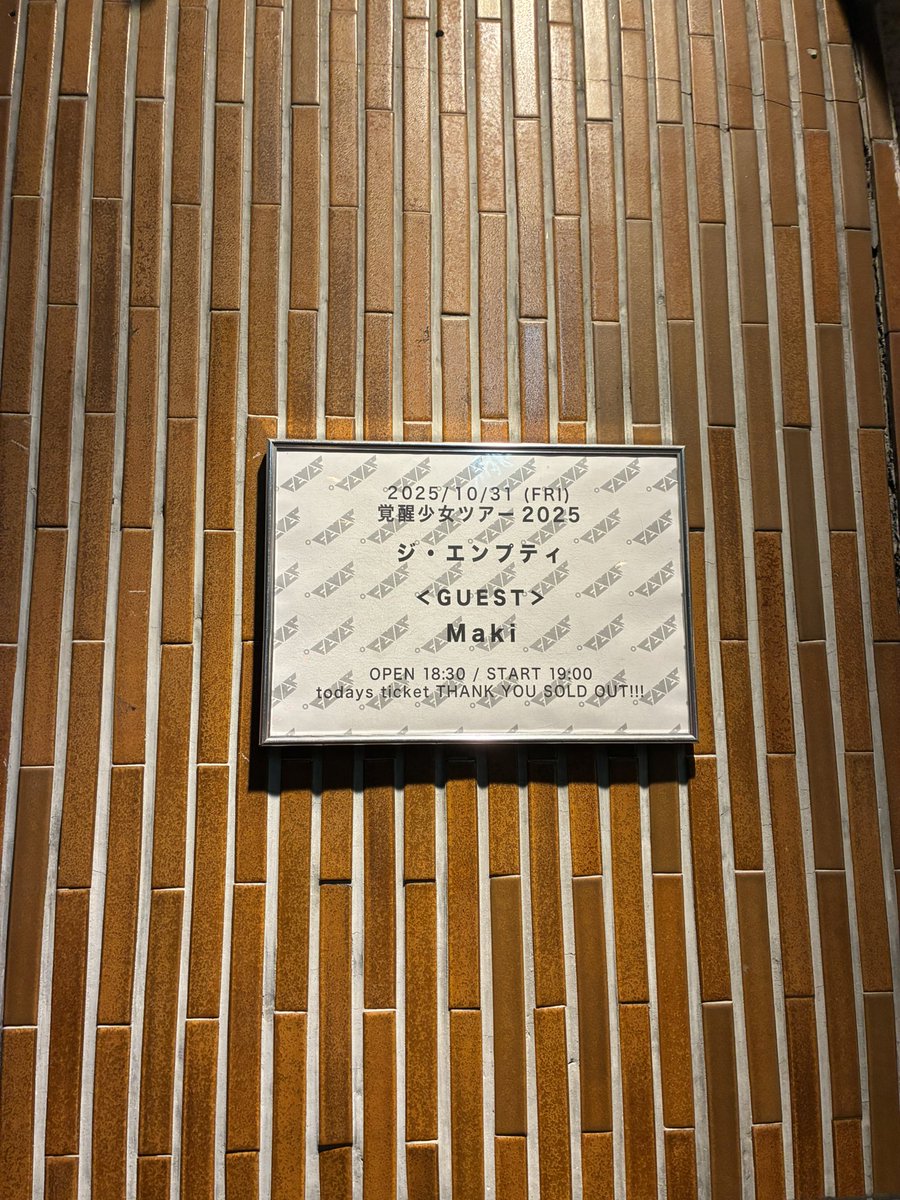 2025/10/31 (FRI)
覚醒少女ツアー2025
ジ・エンプティ
<GUEST>
Maki
OPEN 18:30 / START 19:00
todays ticket THANK YOU SOLD OUT!!!